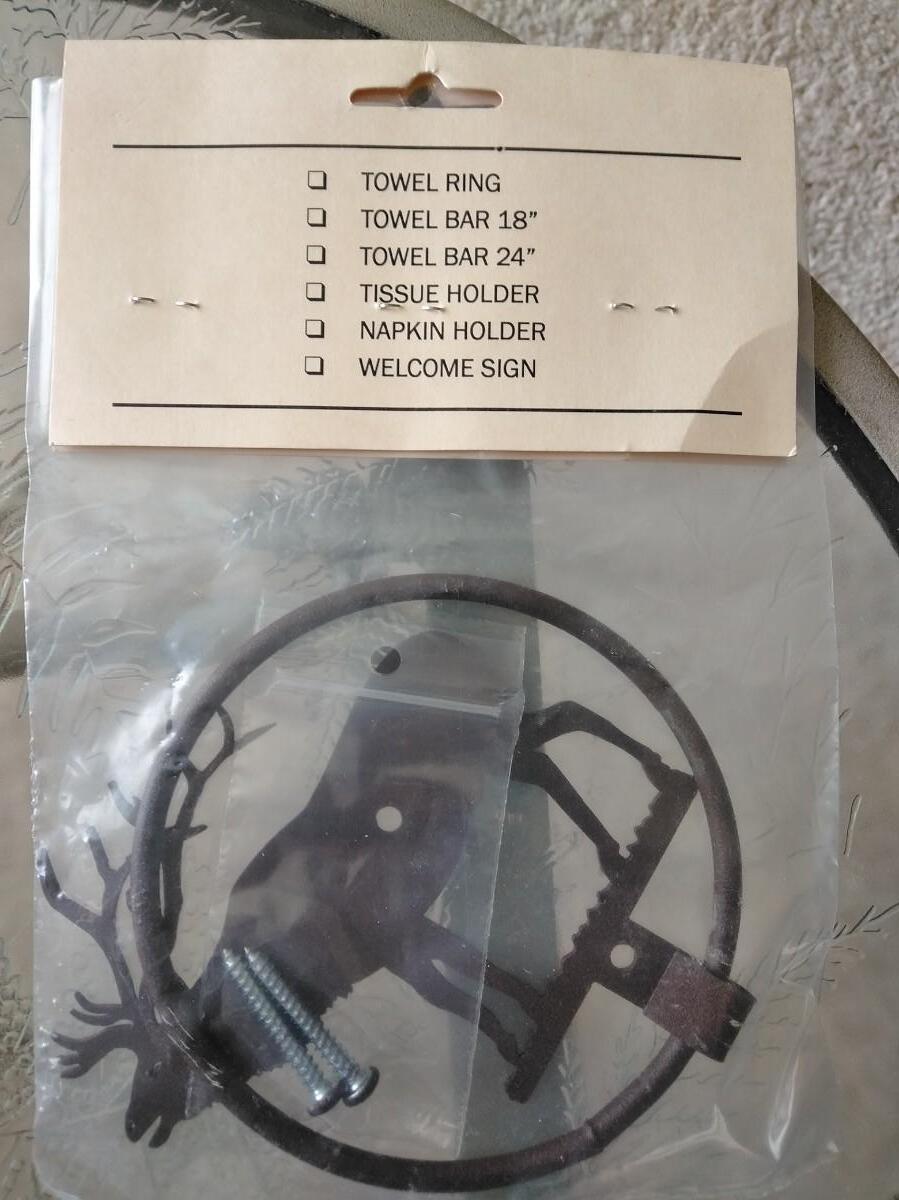 TOWEL RING
TOWEL BAR 18”
TOWEL BAR 24”
TISSUE HOLDER
NAPKIN HOLDER
WELCOME SIGN